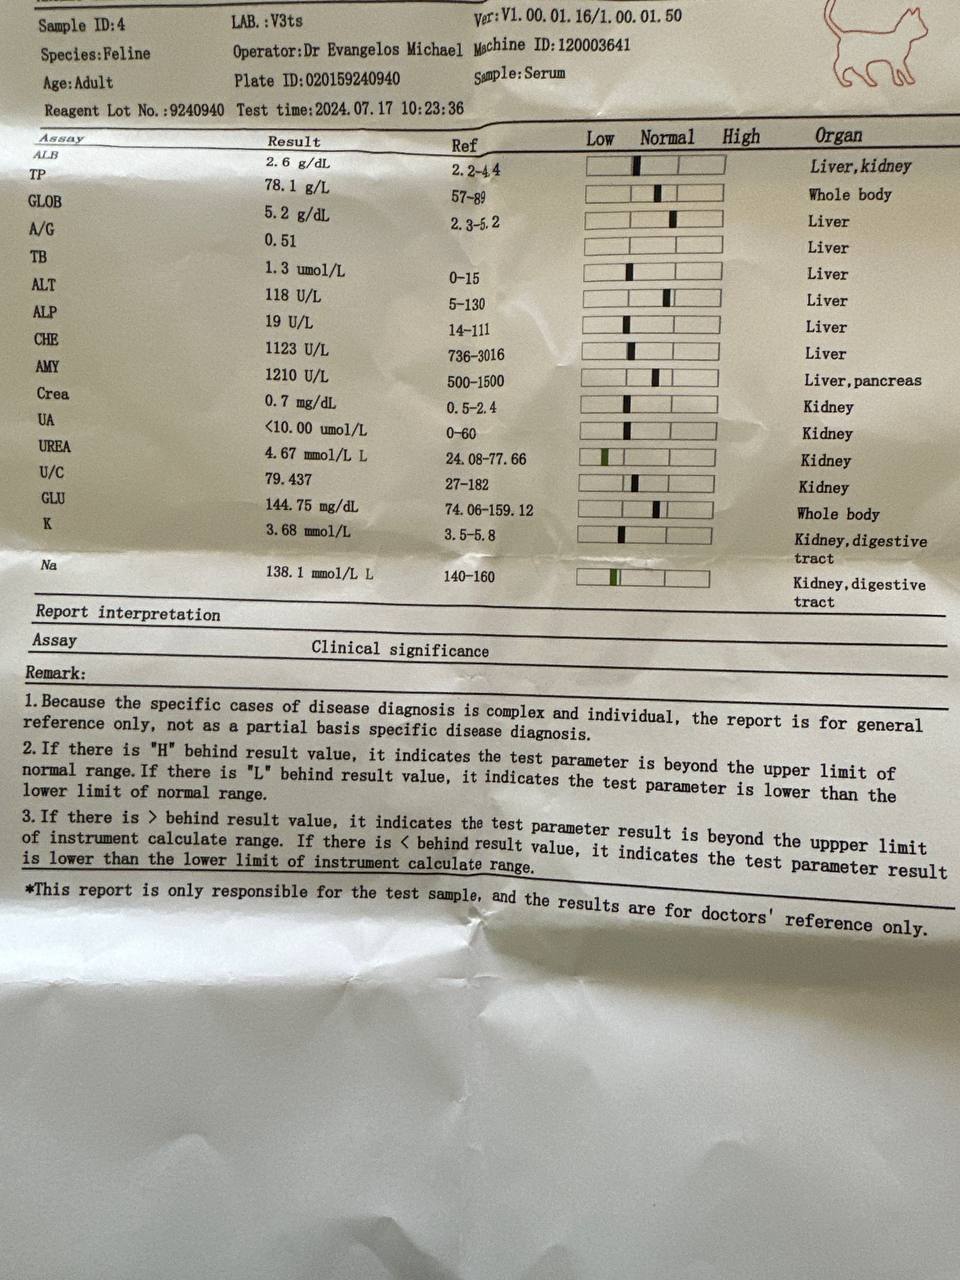 Sample ID:4 LAB.:V3ts Ver:V1.00.01.16/1.00.01.50
Species:Feline Operator:Dr Evangelos Michael Machine ID:120003641
Age:Adult Plate ID:020159240940 Sample:Serum
Reagent Lot No.:9240940 Test time:2024.07.17 10:23:36
Assay Result Ref Low Normal High Organ
ALB 2.6 g/dL 2.2-4.4 Liver,kidney
TP 78.1 g/L 57-89 Whole body
GLOB 5.2 g/dL 2.3-5.2 Liver
A/G 0.51 Liver
TB 1.3 umol/L 0-15 Liver
ALT 118 U/L 5-130 Liver
ALP 19 U/L 14-111 Liver
CHE 1123 U/L 736-3016 Liver
AMY 1210 U/L 500-1500 Liver,pancreas
Crea 0.7 mg/dL 0.5-2.4 Kidney
UA <10.00 umol/L 0-60 Kidney
UREA 4.67 mmol/L L 24.08-77.66 Kidney
U/C 79.437 27-182 Kidney
GLU 144.75 mg/dL 74.06-159.12 Whole body
K 3.68 mmol/L 3.5-5.8 Kidney,digestive
tract
Na 138.1 mmol/L L 140-160 Kidney,digestive
tract
Report interpretation
Assay Clinical significance
Remark:
1.Because the specific cases of disease diagnosis is complex and individual, the report is for general
reference only, not as a partial basis specific disease diagnosis.
2.If there is "H" behind result value, it indicates the test parameter is beyond the upper limit of
normal range.If there is "L" behind result value, it indicates the test parameter is lower than the
lower limit of normal range.
3.If there is > behind result value, it indicates the test parameter result is beyond the uppper limit
of instrument calculate range. If there is < behind result value, it indicates the test parameter result
is lower than the lower limit of instrument calculate range.
*This report is only responsible for the test sample, and the results are for doctors' reference only.